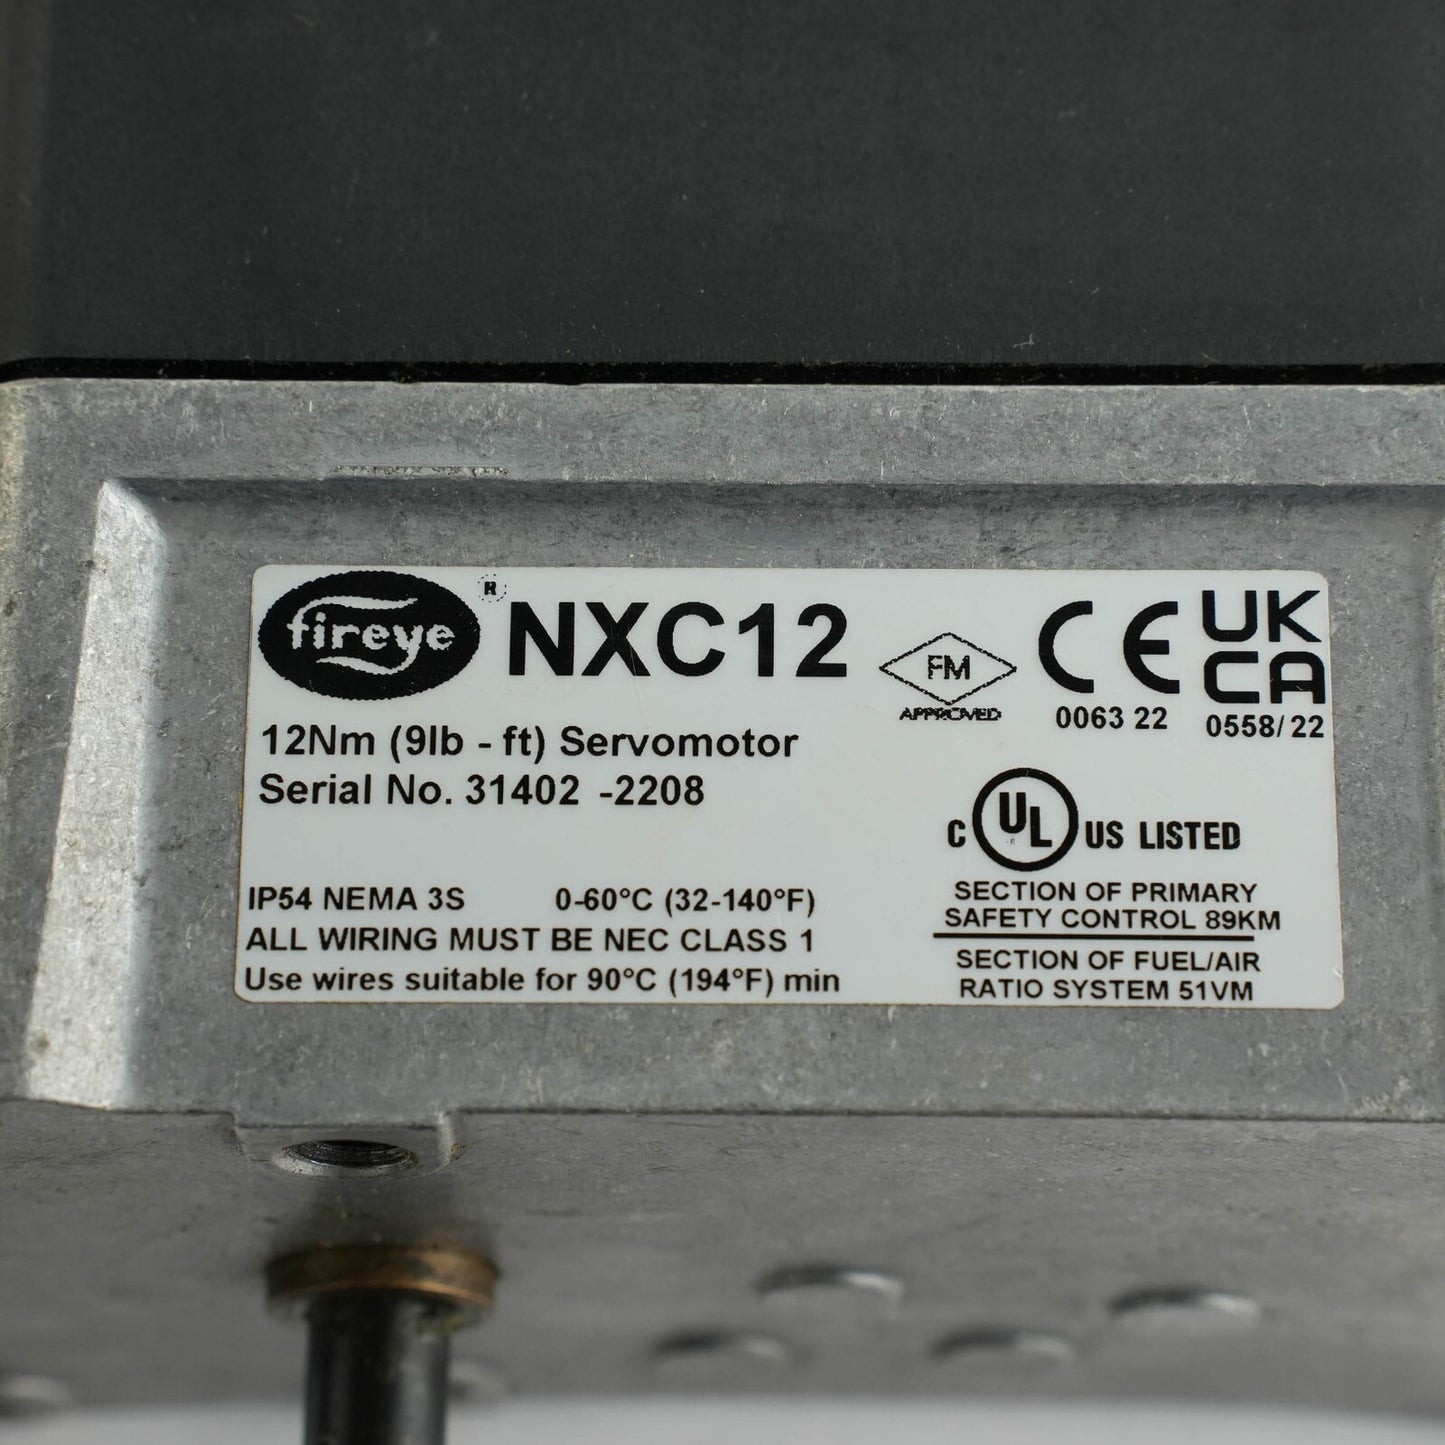 fireye ® NXC12
12Nm (9lb - ft) Servomotor
Serial No. 31402 -2208
IP54 NEMA 3S 0-60°C (32-140°F)
ALL WIRING MUST BE NEC CLASS 1
Use wires suitable for 90°C (194°F) min
FM
APPROVED
CE
0063 22
UK
CA
0558/22
C UL US LISTED
SECTION OF PRIMARY
SAFETY CONTROL 89KM
SECTION OF FUEL/AIR
RATIO SYSTEM 51VM